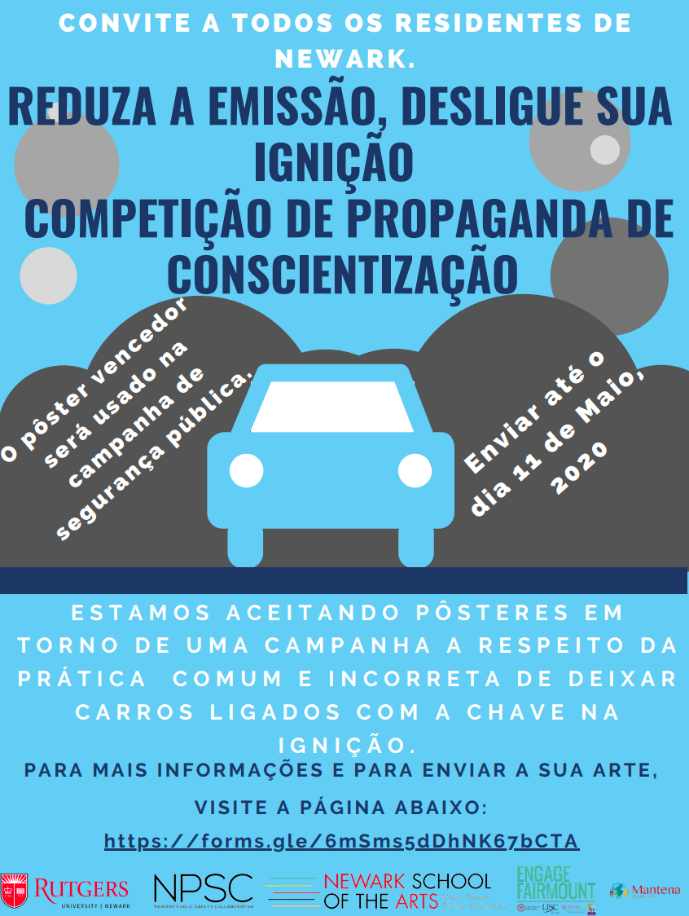 CONVITE A TODOS OS RESIDENTES DE
NEWARK.
REDUZA A EMISSÃO, DESLIGUE SUA
IGNIÇÃO
COMPETIÇÃO DE PROPAGANDA DE
CONSCIENTIZAÇÃO
O pôster vencedor
será usado na
campanha de
segurança pública.
Enviar até o
dia 11 de Maio,
2020
ESTAMOS ACEITANDO PÔSTERES EM
TORNO DE UMA CAMPANHA A RESPEITO DA
PRÁTICA COMUM E INCORRETA DE DEIXAR
CARROS LIGADOS COM A CHAVE NA
IGNIÇÃO.
PARA MAIS INFORMAÇÕES E PARA ENVIAR A SUA ARTE,
VISITE A PÁGINA ABAIXO:
https://forms.gle/6mSms5dDhNK67bCTA
RUTGERS
UNIVERSITY | NEWARK
NPSC
NEWARK PUBLIC SAFETY COLLABORATIVE
NEWARK SCHOOL
OF THE ARTS
ENGAGE
FAIRMOUNT
LISC
Mantena